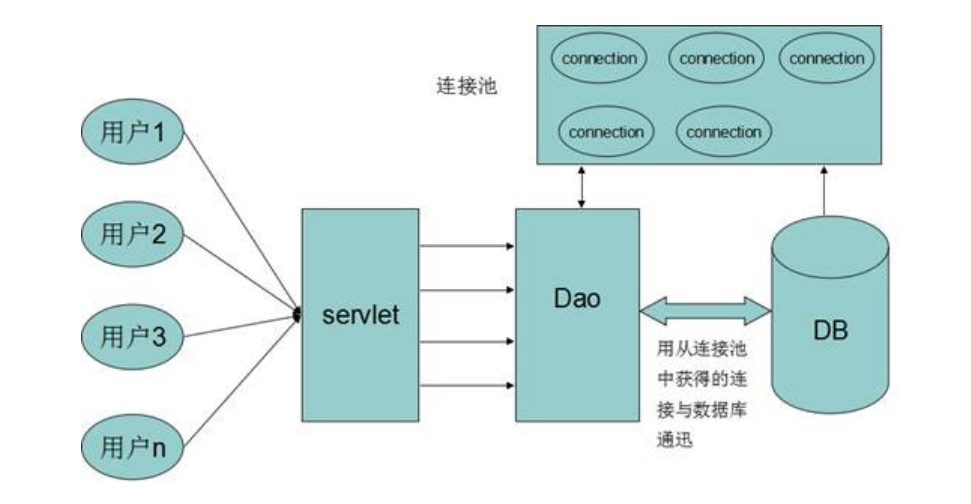 connection
connection
connection
连接池
connection
connection
用户1
用户2
用户3
用户n
servlet
Dao
DB
用从连接池
中获得的连
接与数据库
通迅